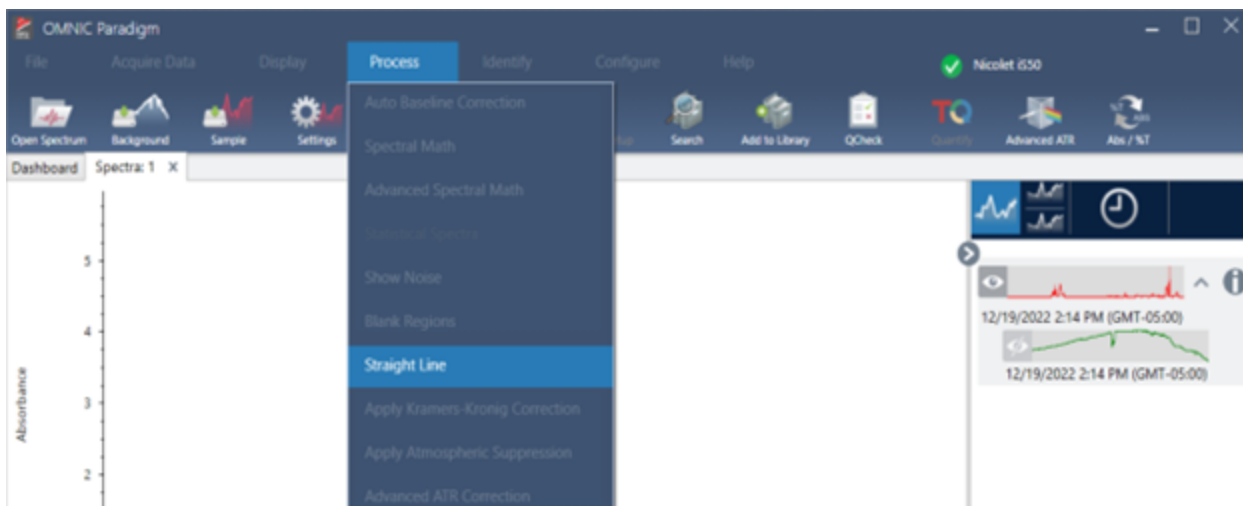 OMNIC Paradigm
File Acquire Data Display Process Identify Configure Help Nicolet iS50
Open Spectrum Background Sample Settings Search Add to Library QCheck TQ Quantify Advanced ATR Abs / %T
Dashboard Spectra: 1 X
Auto Baseline Correction
Spectral Math
Advanced Spectral Math
Statistical Spectra
Show Noise
Blank Regions
Straight Line
Apply Kramers-Kronig Correction
Apply Atmospheric Suppression
Advanced ATR Correction
5
4
3
2
Absorbance
12/19/2022 2:14 PM (GMT-05:00)
12/19/2022 2:14 PM (GMT-05:00)